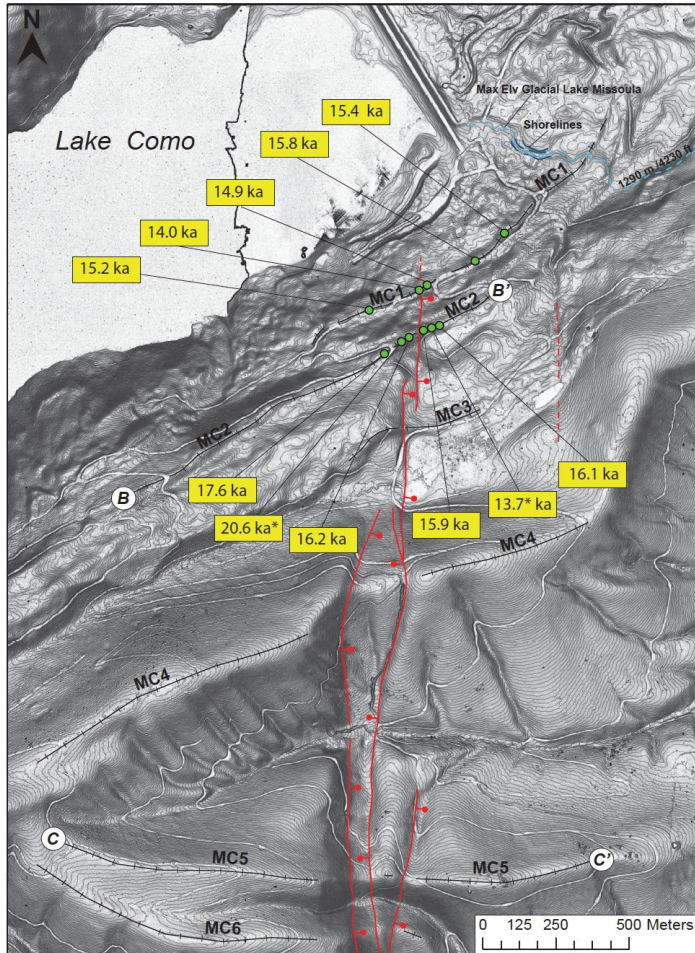 N
Max Elv Glacial Lake Missoula
15.4 ka
Shorelines
Lake Como
15.8 ka
1290 m/4230 ft
14.9 ka
MC1
14.0 ka
15.2 ka
MC1
MC2
B'
MC3
MC2
16.1 ka
17.6 ka
B
13.7* ka
20.6 ka*
15.9 ka
16.2 ka
MC4
MC4
C
MC5
MC5
C'
MC6
0 125 250 500 Meters